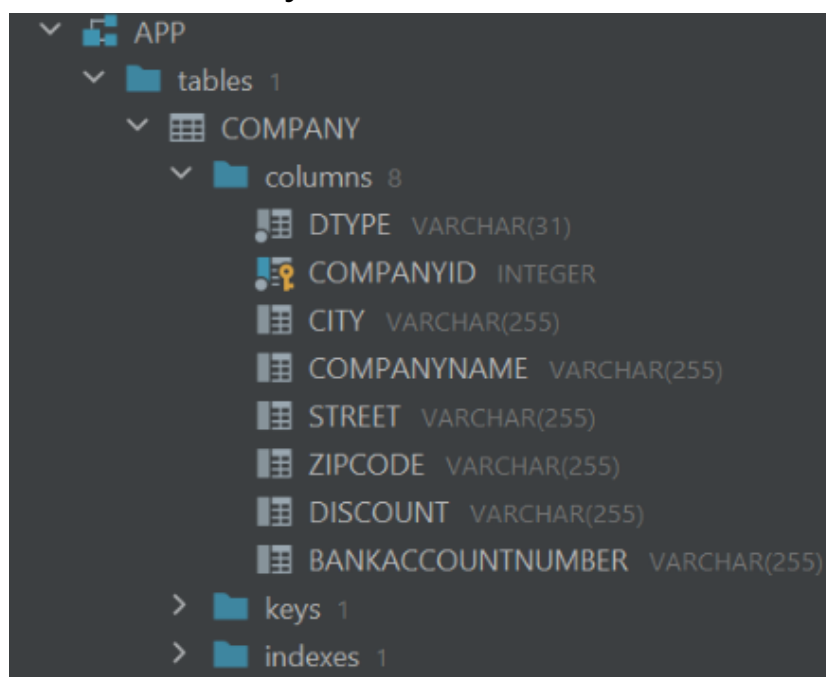 APP
tables 1
COMPANY
columns 8
DTYPE VARCHAR(31)
COMPANYID INTEGER
CITY VARCHAR(255)
COMPANYNAME VARCHAR(255)
STREET VARCHAR(255)
ZIPCODE VARCHAR(255)
DISCOUNT VARCHAR(255)
BANKACCOUNTNUMBER VARCHAR(255)
keys 1
indexes 1